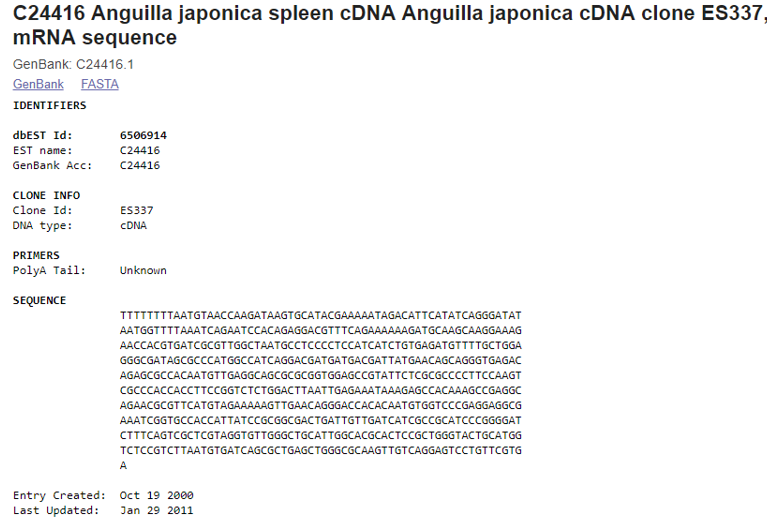 C24416 Anguilla japonica spleen cDNA Anguilla japonica cDNA clone ES337,
mRNA sequence
GenBank: C24416.1
GenBank FASTA
IDENTIFIERS
dbEST Id: 6506914
EST name: C24416
GenBank Acc: C24416
CLONE INFO
Clone Id: ES337
DNA type: cDNA
PRIMERS
PolyA Tail: Unknown
SEQUENCE
TTTTTTTTAATGTAACCAAGATAAGTGCATACGAAAAATAGACATTCATATCAGGGATAT
AATGGTTTTAAATCAGAATCCACAGAGGACGTTTCAGAAAAAAGATGCAAGCAAGGAAAG
AACCACGTGATCGCGTTGGCTAATGCCTCCCCTCCATCATCTGTGAGATGTTTTGCTGGA
GGGCGATAGCGCCCATGGCCATCAGGACGATGATGACGATTATGAACAGCAGGGTGAGAC
AGAGCGCCACAATGTTGAGGCAGCGCGCGGTGGAGCCGTATTCTCGCGCCCCTTCCAAGT
CGCCCACCACCTTCCGGTCTCTGGACTTAATTGAGAAATAAAGAGCCACAAAGCCGAGGC
AGAACGCGTTCATGTAGAAAAAGTTGAACAGGGACCACACAATGTGGTCCCGAGGAGGCG
AAATCGGTGCCACCATTATCCGCGGCGACTGATTGTTGATCATCGCCGCATCCCGGGGAT
CTTTCAGTCGCTCGTAGGTGTTGGGCTGCATTGGCACGCACTCCGCTGGGTACTGCATGG
TCTCCGTCTTAATGTGATCAGCGCTGAGCTGGGCGCAAGTTGTCAGGAGTCCTGTTCGTG
A
Entry Created: Oct 19 2000
Last Updated: Jan 29 2011